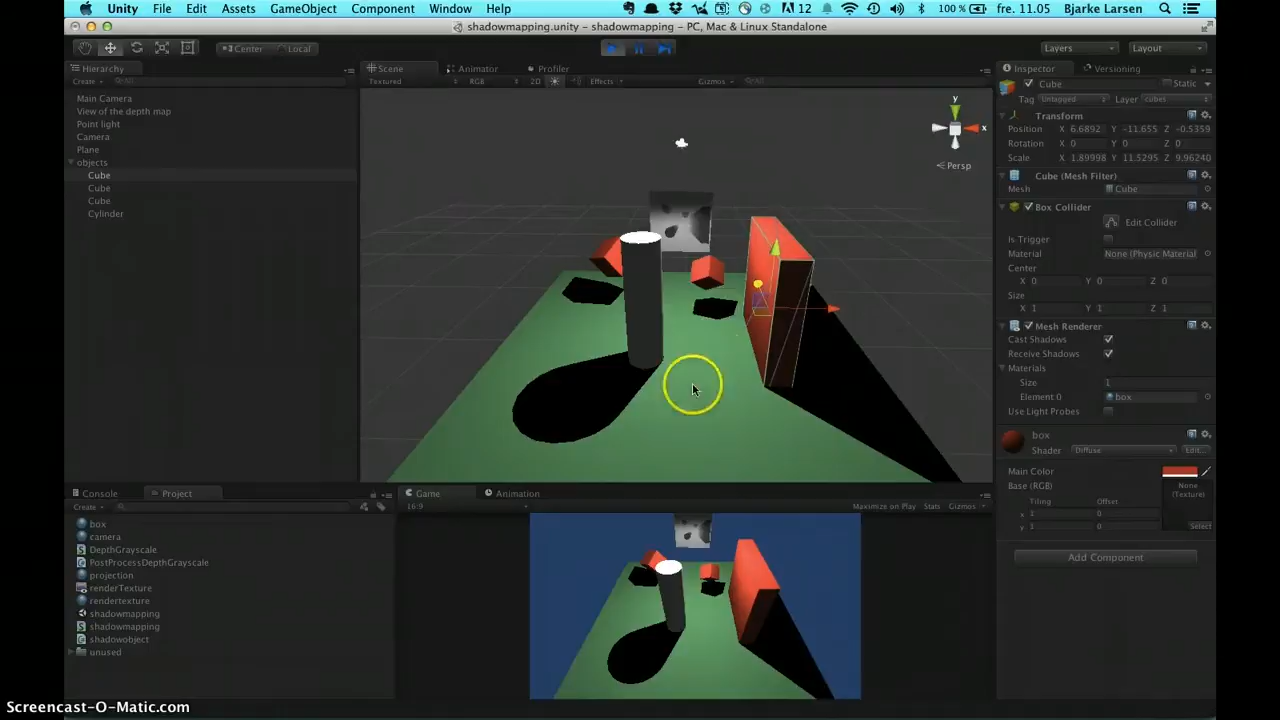 Unity File Edit Assets GameObject Component Window Help 12 100 % fre. 11.05 Bjarke Larsen
shadowmapping.unity – shadowmapping – PC, Mac & Linux Standalone
Center Local Layers Layout
Hierarchy Scene Animator Profiler Inspector Versioning
Create Textured RGB 2D Effects Gizmos Cube Static
Tag Untagged Layer cubes
Main Camera
View of the depth map
Point light
Camera
Plane
objects
Cube
Cube
Cube
Cylinder
y
x
Persp
Transform
Position X 6.6892 Y -11.655 Z -0.5359
Rotation X 0 Y 0 Z 0
Scale X 1.89998 Y 11.5295 Z 9.96240
Cube (Mesh Filter)
Mesh Cube
Box Collider
Edit Collider
Is Trigger
Material None (Physic Material
Center
X 0 Y 0 Z 0
Size
X 1 Y 1 Z 1
Mesh Renderer
Cast Shadows
Receive Shadows
Materials
Size 1
Element 0 box
Use Light Probes
box
Shader Diffuse Edit...
Main Color
Base (RGB) None
(Texture)
Tiling Offset
x 1 0
y 1 0 Select
Add Component
Console Project Game Animation
Create 16:9 Maximize on Play Stats Gizmos
box
camera
DepthGrayscale
PostProcessDepthGrayscale
projection
renderTexture
rendertexture
shadowmapping
shadowmapping
shadowobject
unused
Screencast-O-Matic.com